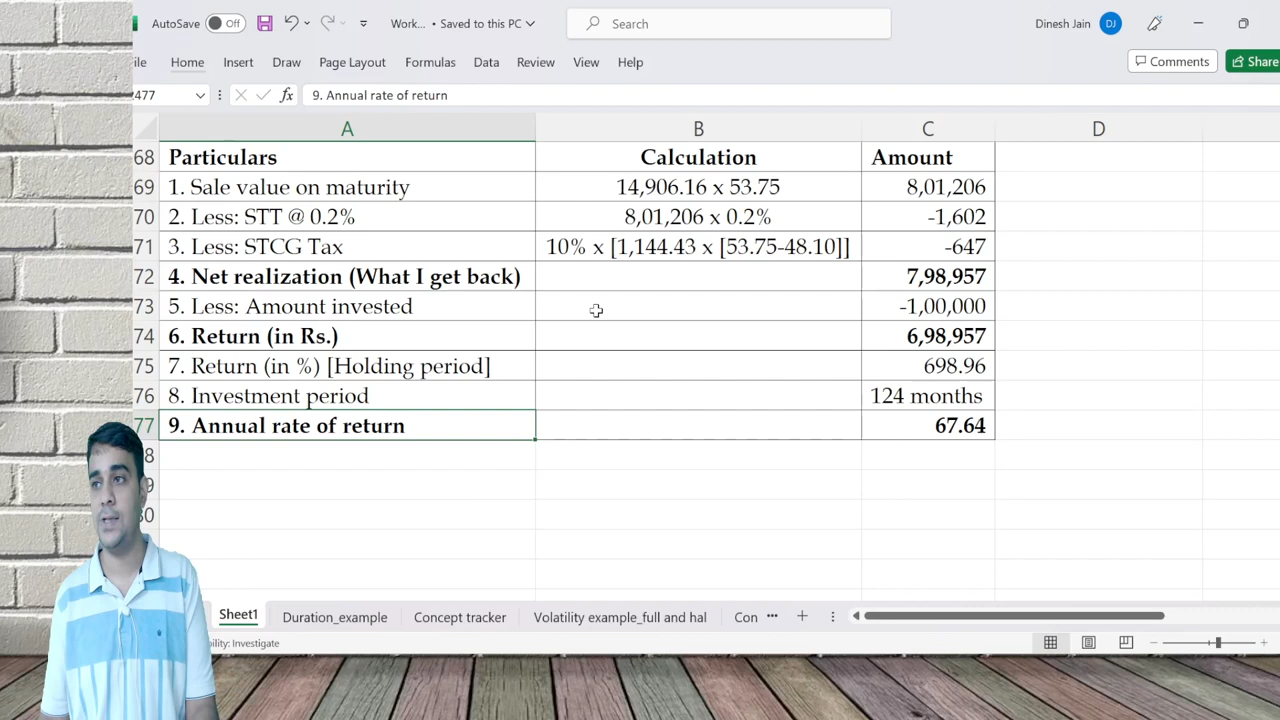 AutoSave Off Work... • Saved to this PC Search Dinesh Jain DJ
ile Home Insert Draw Page Layout Formulas Data Review View Help Comments Share
477 fx 9. Annual rate of return
A B C D
68 Particulars Calculation Amount
69 1. Sale value on maturity 14,906.16 x 53.75 8,01,206
70 2. Less: STT @ 0.2% 8,01,206 x 0.2% -1,602
71 3. Less: STCG Tax 10% x [1,144.43 x [53.75-48.10]] -647
72 4. Net realization (What I get back) 7,98,957
73 5. Less: Amount invested -1,00,000
74 6. Return (in Rs.) 6,98,957
75 7. Return (in %) [Holding period] 698.96
76 8. Investment period 124 months
77 9. Annual rate of return 67.64
8
9
80
Sheet1 Duration_example Concept tracker Volatility example_full and hal Con ...
bility: Investigate